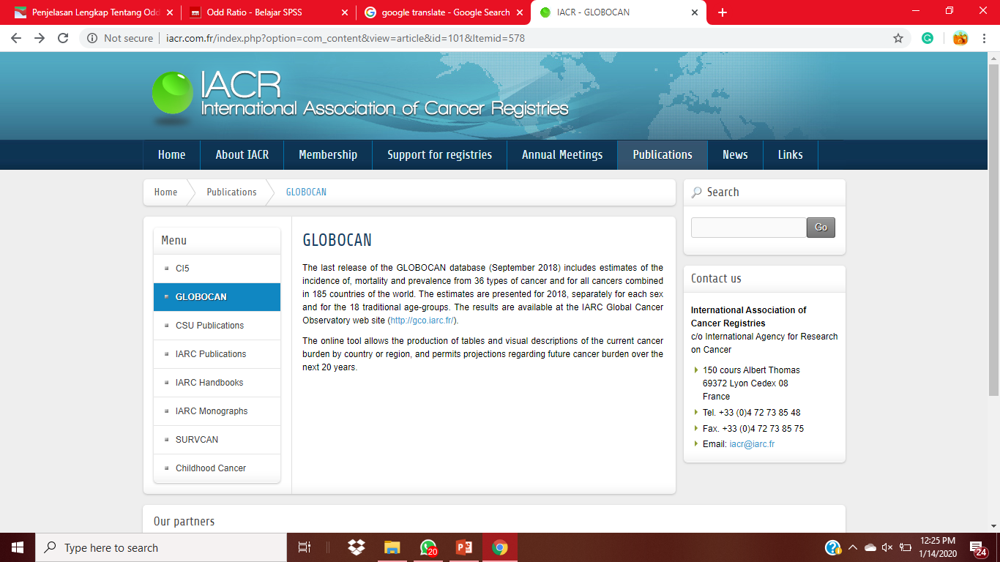 Penjelasan Lengkap Tentang Odd
Odd Ratio - Belajar SPSS
google translate - Google Search
IACR - GLOBOCAN
Not secure
iacr.com.fr/index.php?option=com_content&view=article&id=101&Itemid=578
IACR
International Association of Cancer Registries
Home
About IACR
Membership
Support for registries
Annual Meetings
Publications
News
Links
Home
Publications
GLOBOCAN
Menu
CI5
GLOBOCAN
CSU Publications
IARC Publications
IARC Handbooks
IARC Monographs
SURVCAN
Childhood Cancer
GLOBOCAN
The last release of the GLOBOCAN database (September 2018) includes estimates of the
incidence of, mortality and prevalence from 36 types of cancer and for all cancers combined
in 185 countries of the world. The estimates are presented for 2018, separately for each sex
and for the 18 traditional age-groups. The results are available at the IARC Global Cancer
Observatory web site (http://gco.iarc.fr/).
The online tool allows the production of tables and visual descriptions of the current cancer
burden by country or region, and permits projections regarding future cancer burden over the
next 20 years.
Search
Go
Contact us
International Association of
Cancer Registries
c/o International Agency for Research
on Cancer
150 cours Albert Thomas
69372 Lyon Cedex 08
France
Tel. +33 (0)4 72 73 85 48
Fax. +33 (0)4 72 73 85 75
Email: iacr@iarc.fr
Our partners
Type here to search
20
12:25 PM
1/14/2020
24